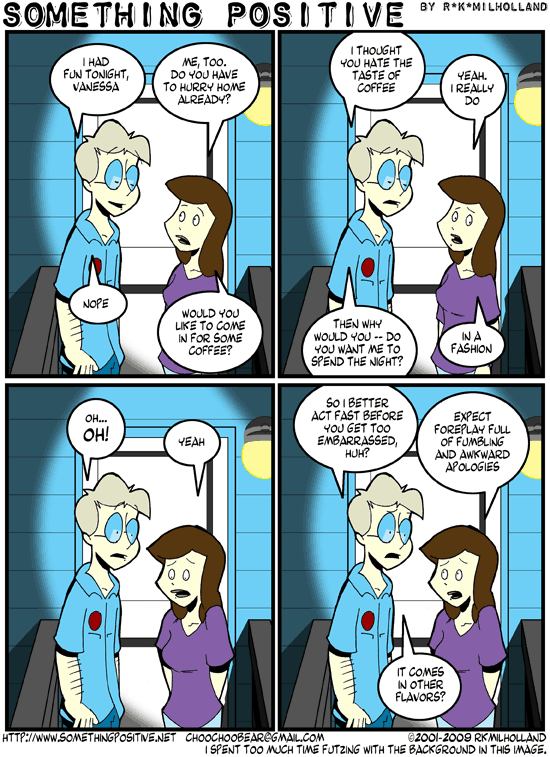 SOMETHING POSITIVE
BY R*K*MILHOLLAND
I HAD
FUN TONIGHT,
VANESSA
ME, TOO.
DO YOU HAVE
TO HURRY HOME
ALREADY?
NOPE
WOULD YOU
LIKE TO COME
IN FOR SOME
COFFEE?
I THOUGHT
YOU HATE THE
TASTE OF
COFFEE
YEAH.
I REALLY
DO
THEN WHY
WOULD YOU -- DO
YOU WANT ME TO
SPEND THE NIGHT?
IN A
FASHION
OH...
OH!
YEAH
SO I BETTER
ACT FAST BEFORE
YOU GET TOO
EMBARRASSED,
HUH?
EXPECT
FOREPLAY FULL
OF FUMBLING
AND AWKWARD
APOLOGIES
IT COMES
IN OTHER
FLAVORS?
HTTP://WWW.SOMETHINGPOSITIVE.NET CHOOCHOOBEAR@GMAIL.COM ©2001-2009 RKMILHOLLAND
I SPENT TOO MUCH TIME FUTZING WITH THE BACKGROUND IN THIS IMAGE.